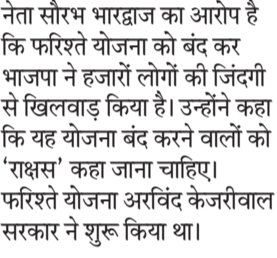 नेता सौरभ भारद्वाज का आरोप है
कि फरिश्ते योजना को बंद कर
भाजपा ने हजारों लोगों की जिंदगी
से खिलवाड़ किया है। उन्होंने कहा
कि यह योजना बंद करने वालों को
‘राक्षस’ कहा जाना चाहिए।
फरिश्ते योजना अरविंद केजरीवाल
सरकार ने शुरू किया था।